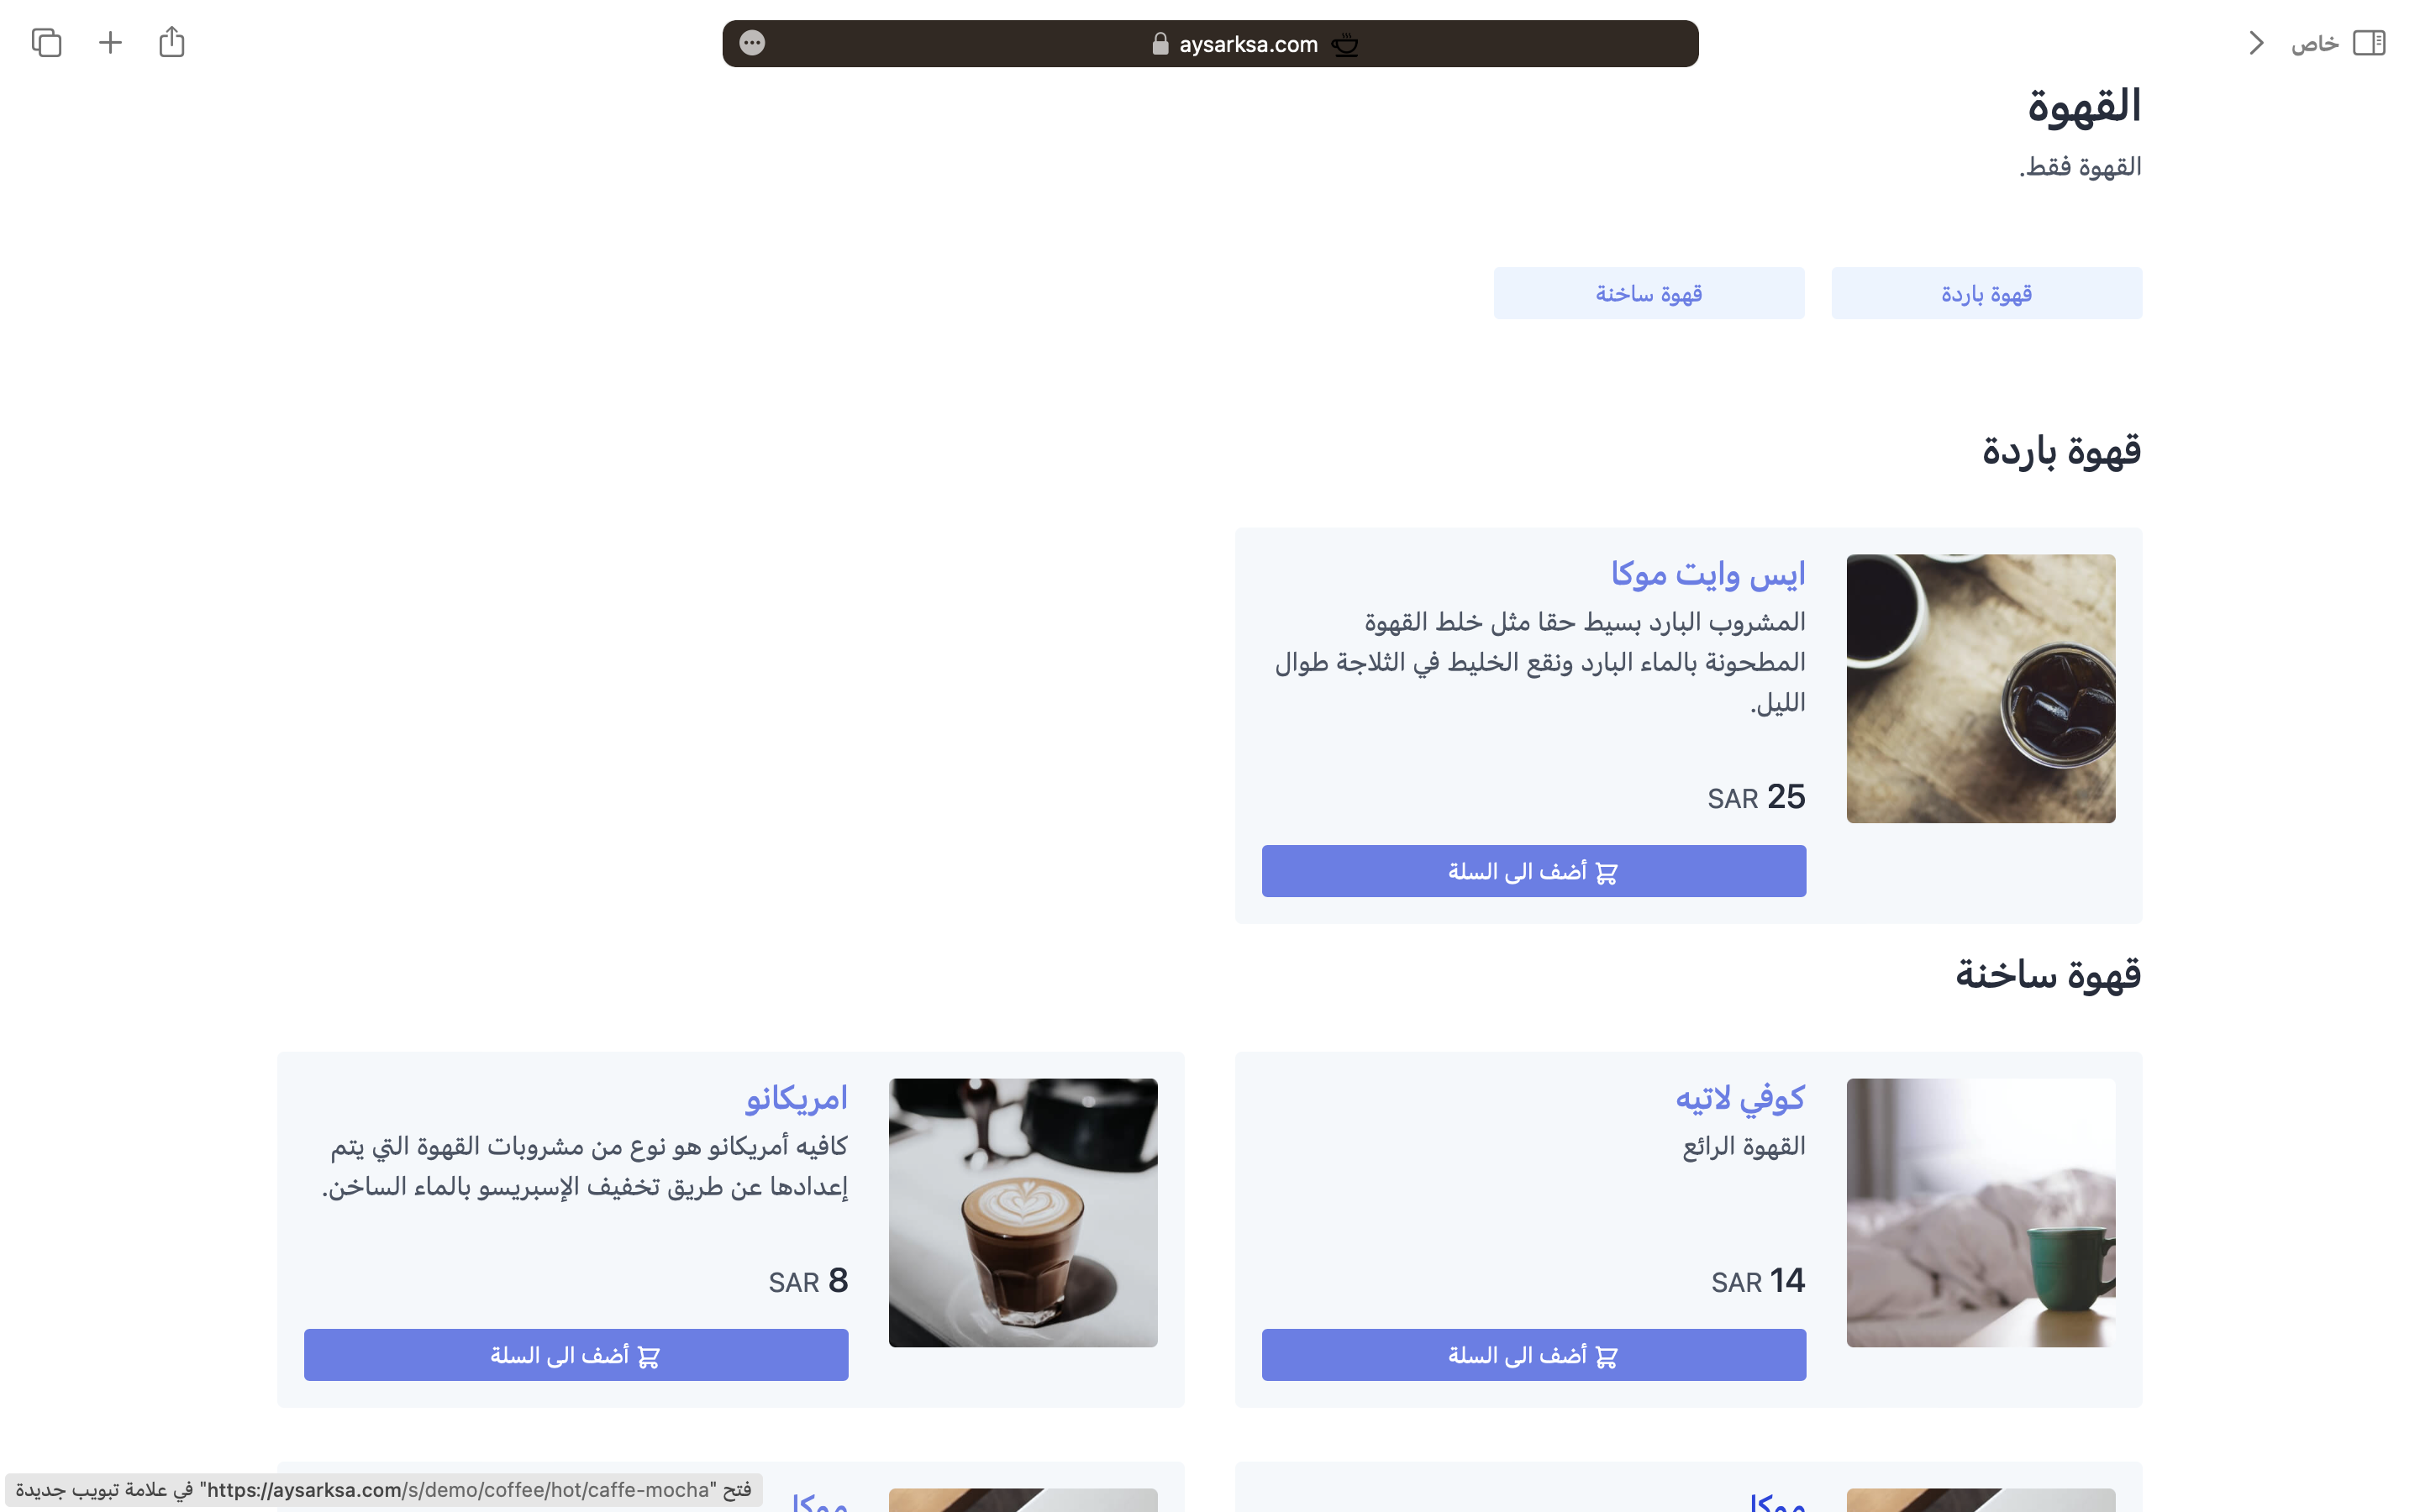 aysarksa.com
خاص
القهوة
القهوة فقط.
قهوة باردة
قهوة ساخنة
قهوة باردة
ايس وايت موكا
المشروب البارد بسيط حقا مثل خلط القهوة
المطحونة بالماء البارد ونقع الخليط في الثلاجة طوال
الليل.
25 SAR
أضف الى السلة
قهوة ساخنة
كوفي لاتيه
القهوة الرائع
14 SAR
أضف الى السلة
امريكانو
كافيه أمريكانو هو نوع من مشروبات القهوة التي يتم
إعدادها عن طريق تخفيف الإسبريسو بالماء الساخن.
8 SAR
أضف الى السلة
موكا
موكا
فتح "https://aysarksa.com/s/demo/coffee/hot/caffe-mocha" في علامة تبويب جديدة